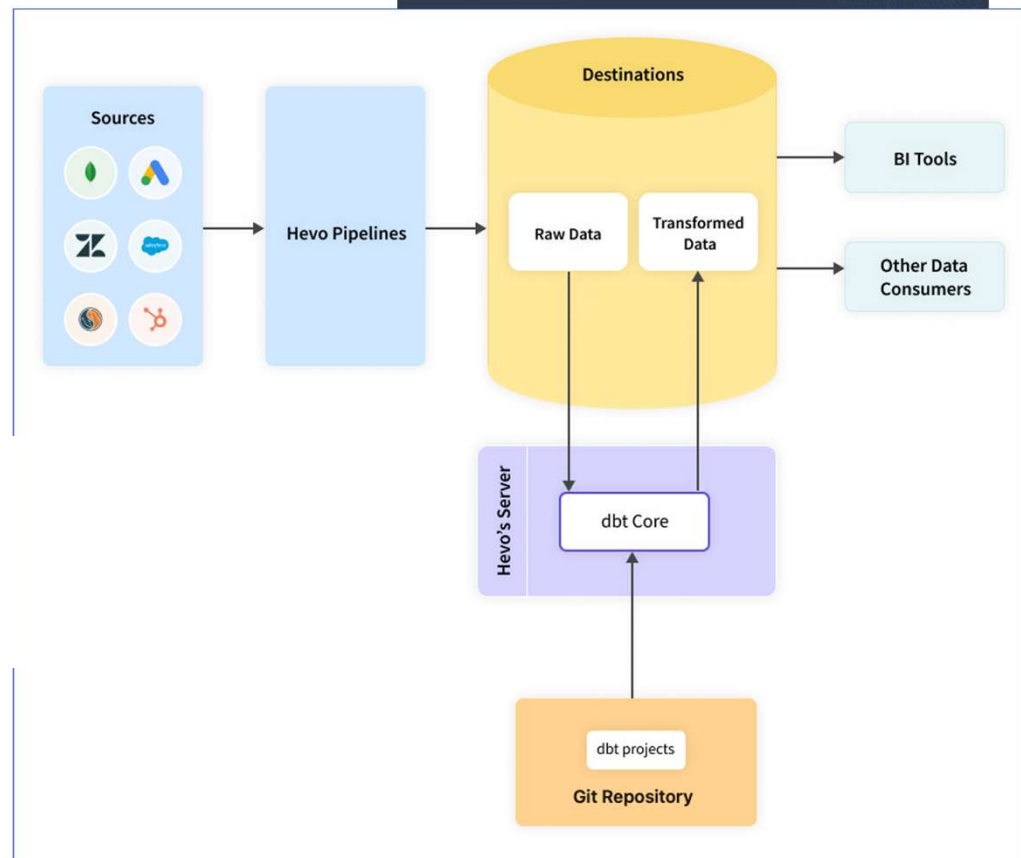 Destinations
Sources
BI Tools
Hevo Pipelines
Raw Data
Transformed
Data
Other Data
Consumers
Hevo’s Server
dbt Core
dbt projects
Git Repository